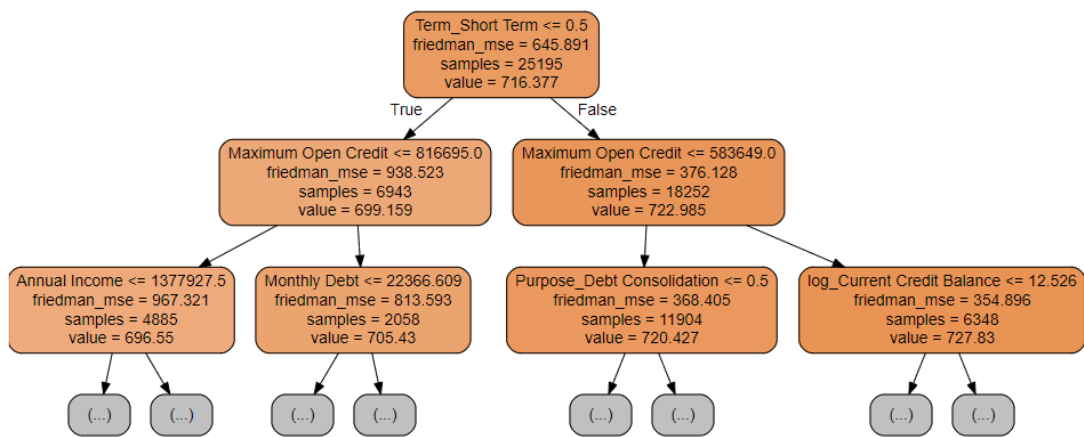 Term_Short Term <= 0.5
friedman_mse = 645.891
samples = 25195
value = 716.377
True
False
Maximum Open Credit <= 816695.0
friedman_mse = 938.523
samples = 6943
value = 699.159
Maximum Open Credit <= 583649.0
friedman_mse = 376.128
samples = 18252
value = 722.985
Annual Income <= 1377927.5
friedman_mse = 967.321
samples = 4885
value = 696.55
Monthly Debt <= 22366.609
friedman_mse = 813.593
samples = 2058
value = 705.43
Purpose_Debt Consolidation <= 0.5
friedman_mse = 368.405
samples = 11904
value = 720.427
log_Current Credit Balance <= 12.526
friedman_mse = 354.896
samples = 6348
value = 727.83
(...)
(...)
(...)
(...)
(...)
(...)
(...)
(...)